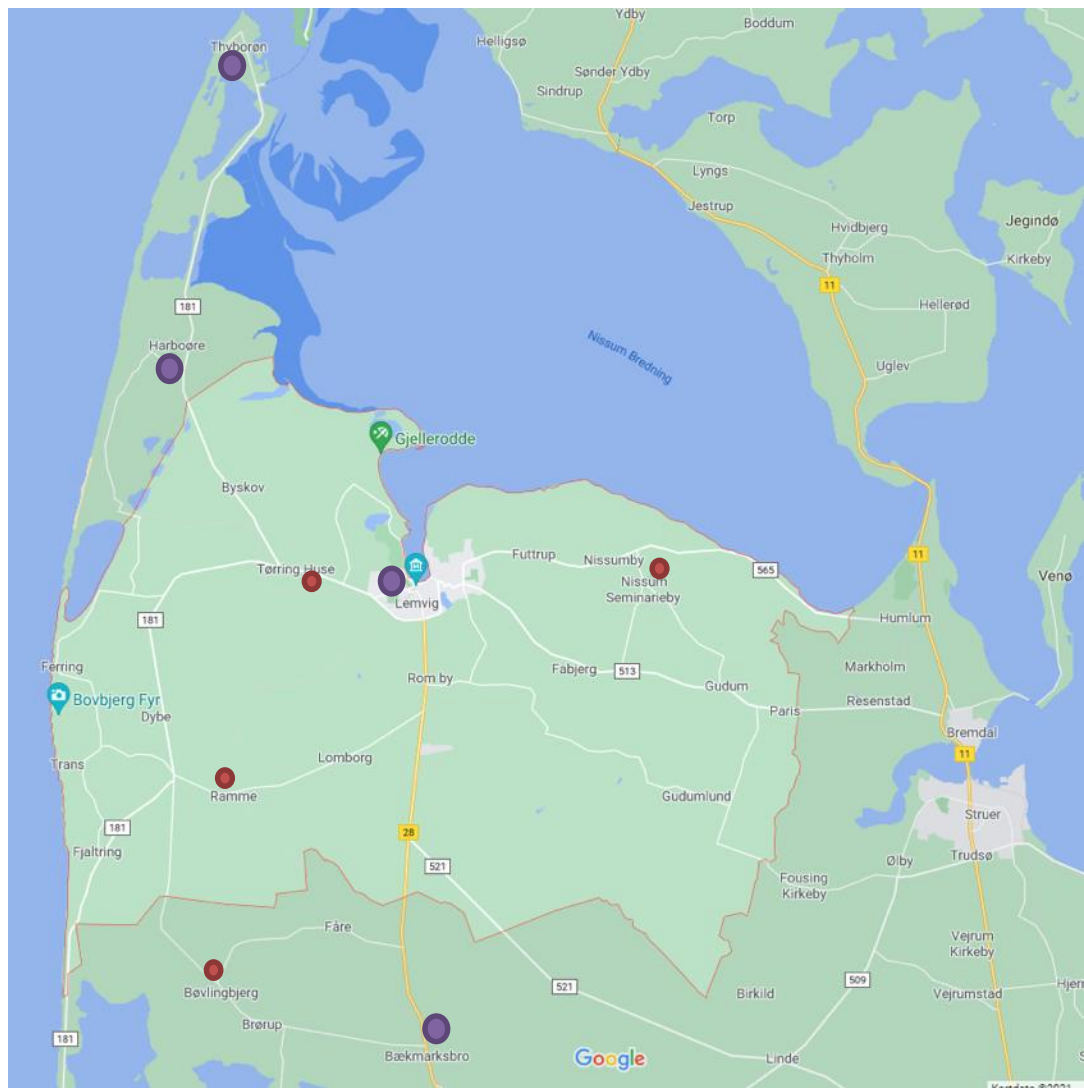 Ydby
Boddum
Helligsø
Thyborøn
Sønder Ydby
Sindrup
Torp
Lyngs
Jestrup
Jegindø
Hvidbjerg
Thyholm
Kirkeby
11
Hellerød
181
Nissum Bredning
Harboøre
Uglev
Gjellerodde
Byskov
Futtrup
Nissumby
11
Tørring Huse
565
Venø
Nissum
Seminarieby
Lemvig
181
Humlum
Ferring
Markholm
Fabjerg
513
Rom by
Gudum
Bovbjerg Fyr
Resenstad
Paris
Dybe
Bremdal
Lomborg
11
Trans
Ramme
Gudumlund
Struer
181
28
Fjaltring
521
Trudsø
Ølby
Fousing
Kirkeby
Fåre
Vejrum
Kirkeby
509
521
Bøvlingbjerg
Birkild
Vejrumstad
Brørup
181
Bækmarksbro
Google
Linde